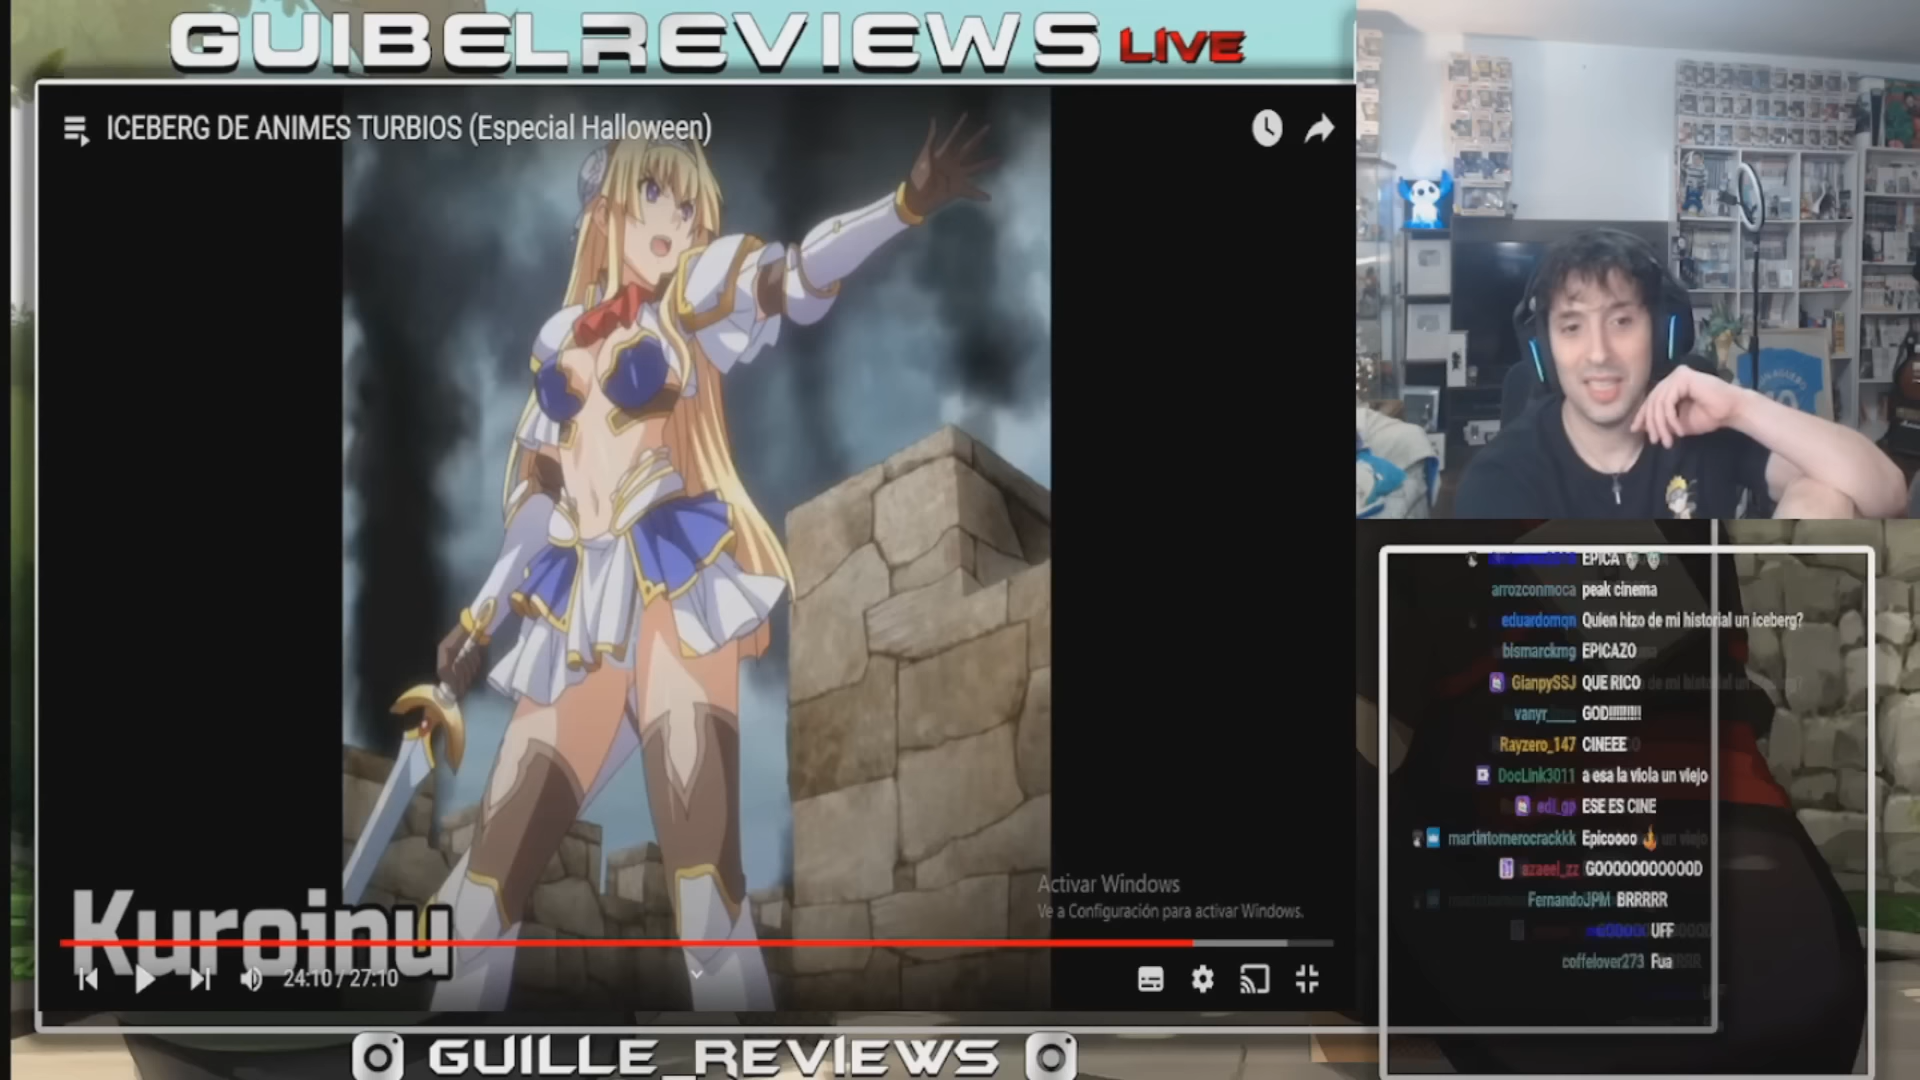 GUIBELREVIEWS LIVE
ICEBERG DE ANIMES TURBIOS (Especial Halloween)
Kuroinu
24:10 / 27:10
Activar Windows
Ve a Configuración para activar Windows.
EPICA
arrozconmoca peak cinema
eduardomqn Quien hizo de mi historial un iceberg?
bismarckmg EPICAZO
GianpySSJ QUE RICO
vanyr____ GOD!!!!!!!!!
Rayzero_147 CINEEE
DocLink3011 a esa la viola un viejo
edi_gp ESE ES CINE
martintomerocrackkk Epicoooo
azaeel_zz GOOOOOOOOOOOD
FernandoJPM BRRRRR
UFF
coffelover273 Fua
GUILLE_REVIEWS